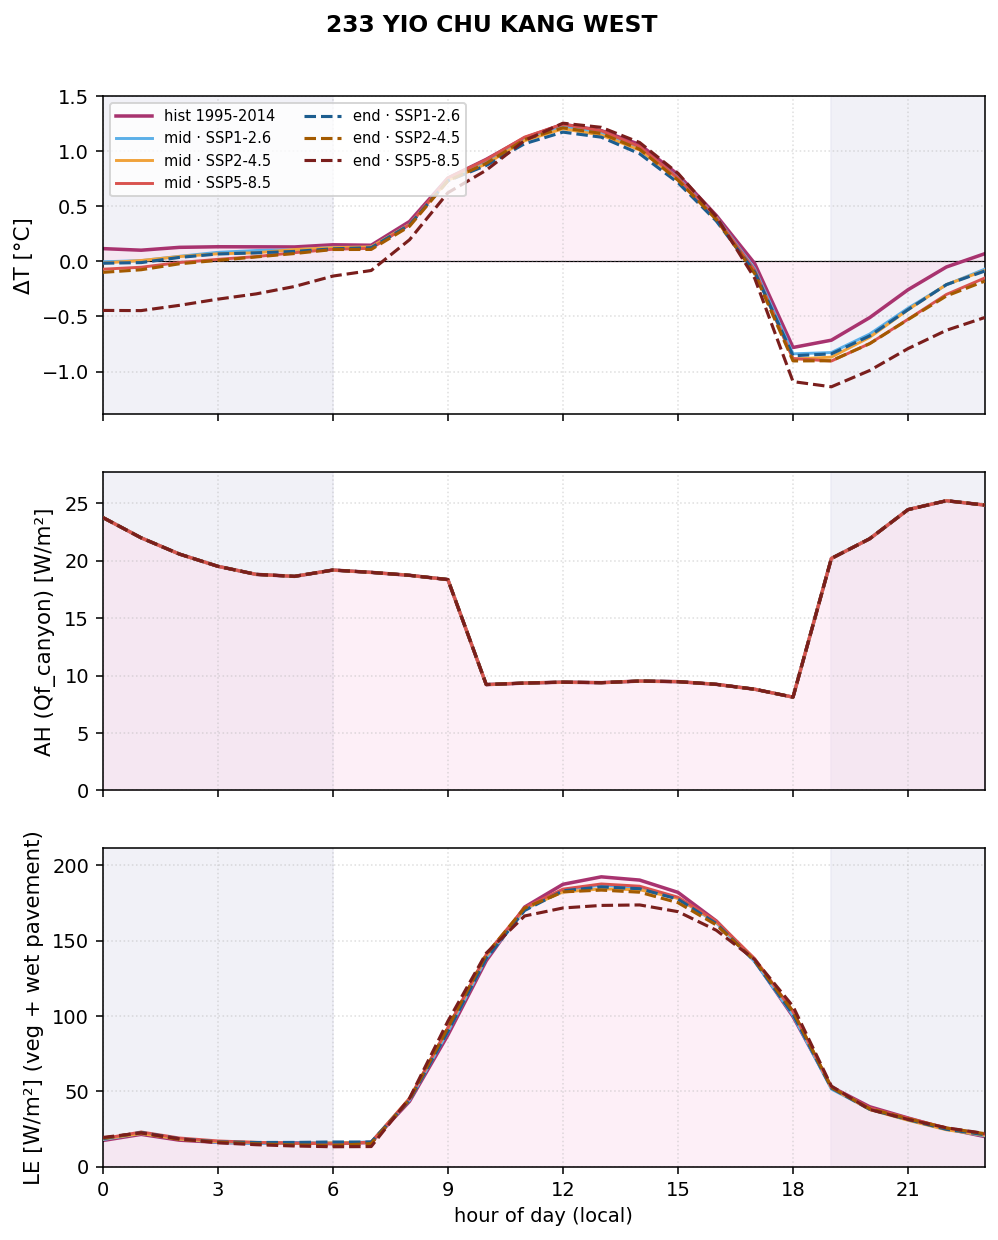 233 YIO CHU KANG WEST
hist 1995-2014
mid · SSP1-2.6
mid · SSP2-4.5
mid · SSP5-8.5
end · SSP1-2.6
end · SSP2-4.5
end · SSP5-8.5
ΔT [°C]
1.5
1.0
0.5
0.0
−0.5
−1.0
AH (Qf_canyon) [W/m²]
25
20
15
10
5
0
LE [W/m²] (veg + wet pavement)
200
150
100
50
0
0 3 6 9 12 15 18 21
hour of day (local)